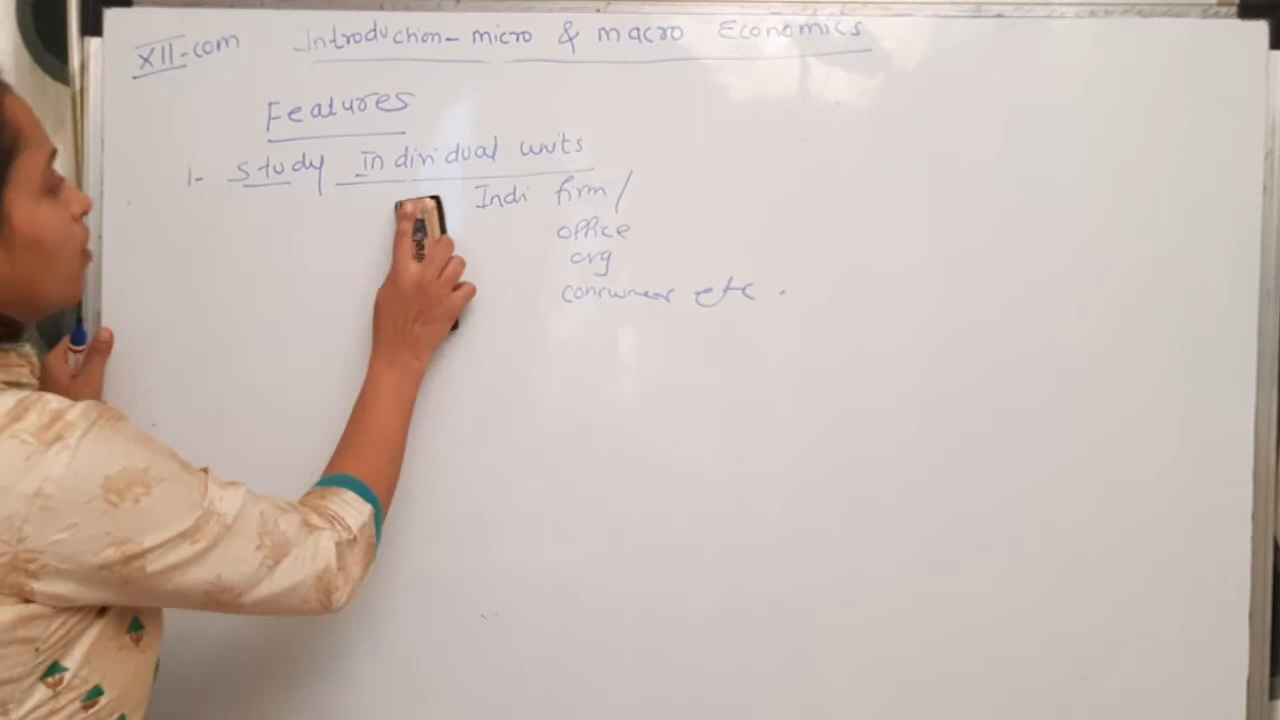 XII-com Introduction- micro & macro Economics
Features
1- study individual units
Indi firm /
office
org
consumer etc .